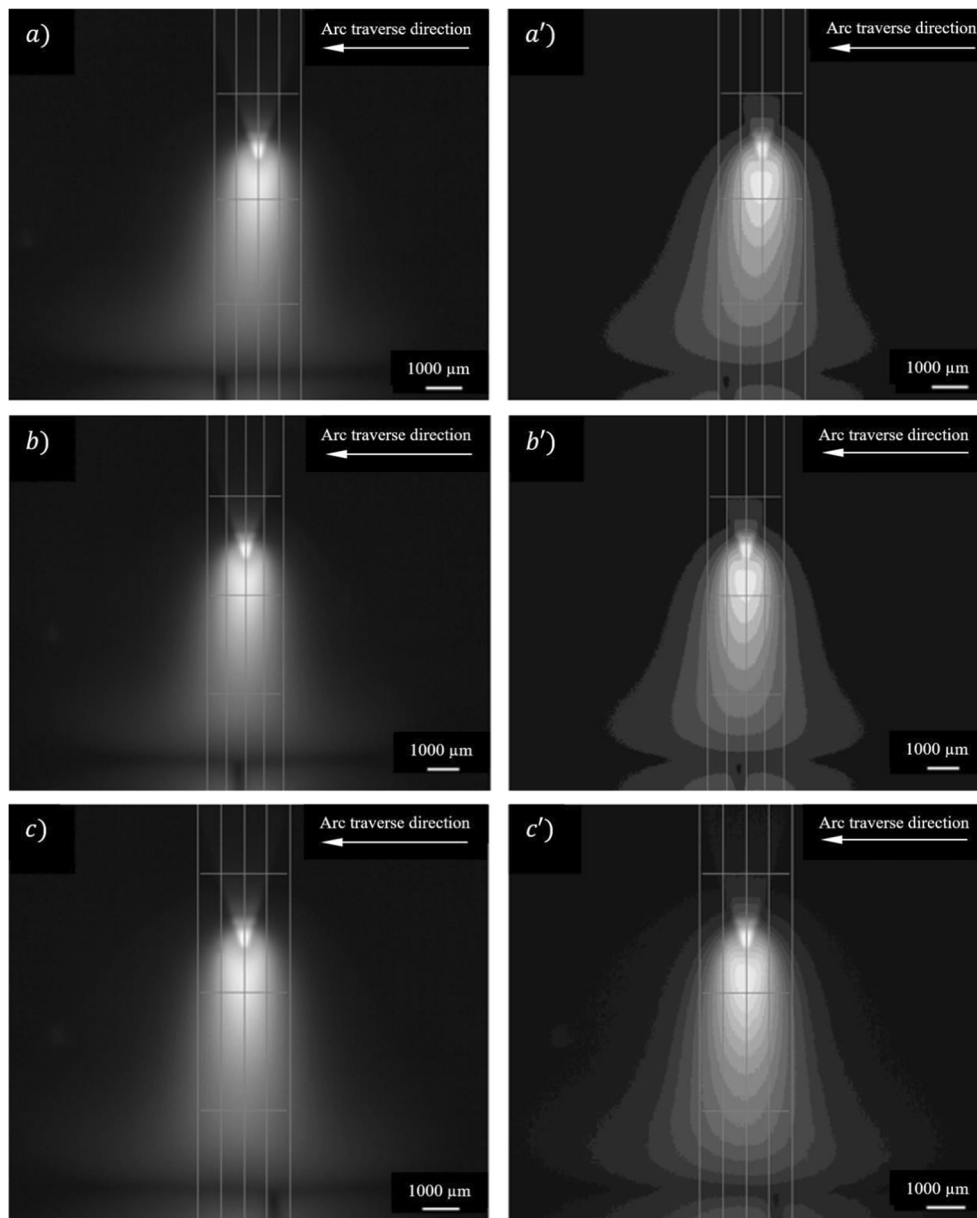 a)
Arc traverse direction
1000 µm
a')
Arc traverse direction
1000 µm
b)
Arc traverse direction
1000 µm
b')
Arc traverse direction
1000 µm
c)
Arc traverse direction
1000 µm
c')
Arc traverse direction
1000 µm